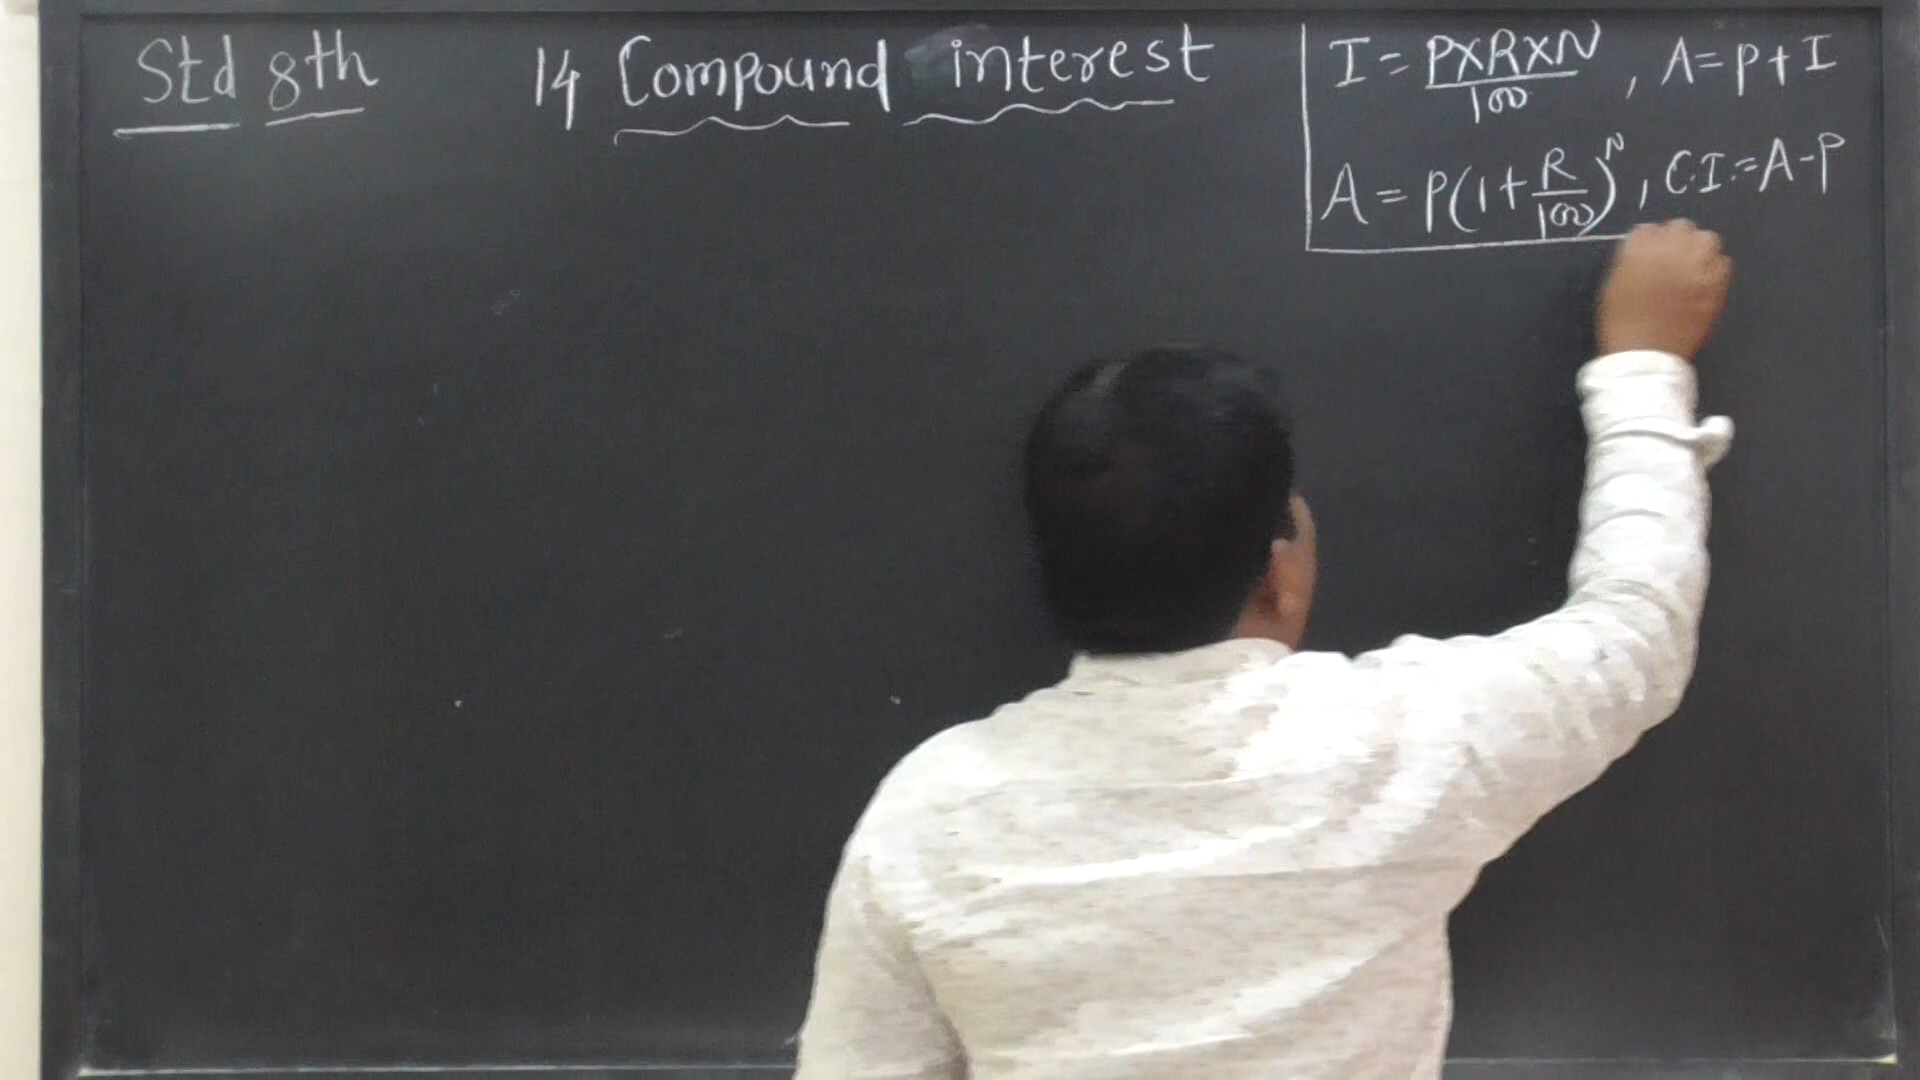 Std 8th
14 Compound interest
I = P×R×N/100 , A = P + I
A = P(1 + R/100)^N , C.I. = A - P